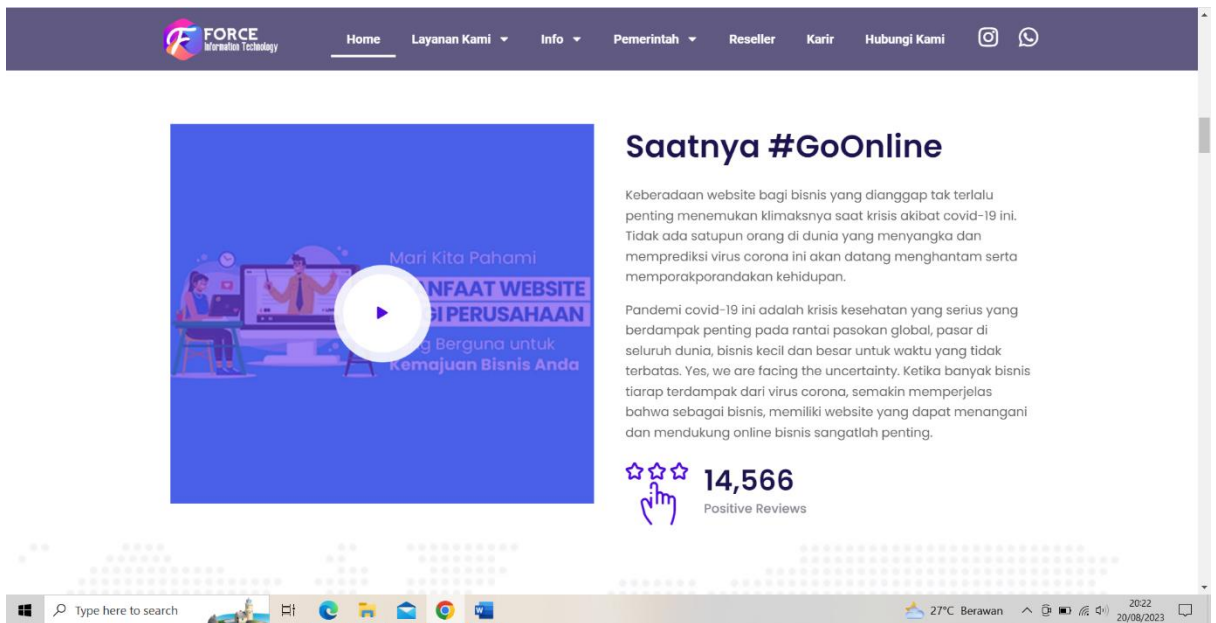 FORCE
Information Technology
Home Layanan Kami Info Pemerintah Reseller Karir Hubungi Kami
Mari Kita Pahami
NFAAT WEBSITE
GI PERUSAHAAN
g Berguna untuk
Kemajuan Bisnis Anda
Saatnya #GoOnline
Keberadaan website bagi bisnis yang dianggap tak terlalu
penting menemukan klimaksnya saat krisis akibat covid-19 ini.
Tidak ada satupun orang di dunia yang menyangka dan
memprediksi virus corona ini akan datang menghantam serta
memporakporandakan kehidupan.
Pandemi covid-19 ini adalah krisis kesehatan yang serius yang
berdampak penting pada rantai pasokan global, pasar di
seluruh dunia, bisnis kecil dan besar untuk waktu yang tidak
terbatas. Yes, we are facing the uncertainty. Ketika banyak bisnis
tiarap terdampak dari virus corona, semakin memperjelas
bahwa sebagai bisnis, memiliki website yang dapat menangani
dan mendukung online bisnis sangatlah penting.
14,566
Positive Reviews
Type here to search
27°C Berawan
20:22
20/08/2023